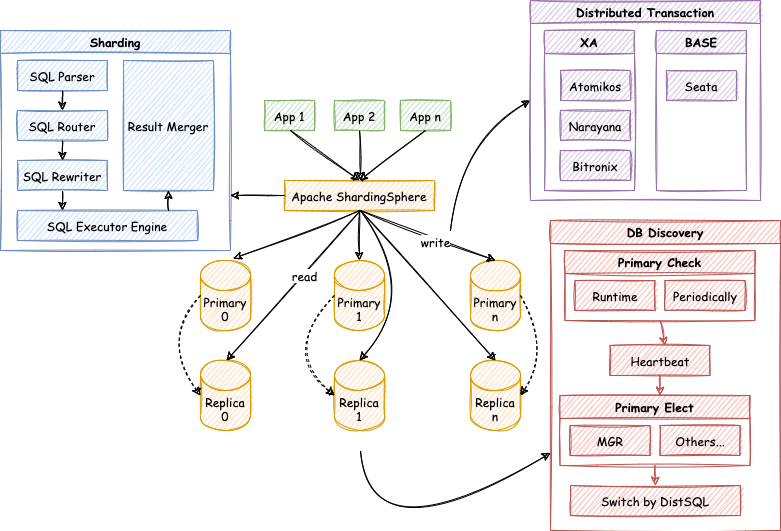 Sharding
SQL Parser
SQL Router
SQL Rewriter
Result Merger
SQL Executor Engine
App 1
App 2
App n
Apache ShardingSphere
read
write
Primary
0
Primary
1
Primary
n
Replica
0
Replica
1
Replica
n
Distributed Transaction
XA
Atomikos
Narayana
Bitronix
BASE
Seata
DB Discovery
Primary Check
Runtime
Periodically
Heartbeat
Primary Elect
MGR
Others...
Switch by DistSQL